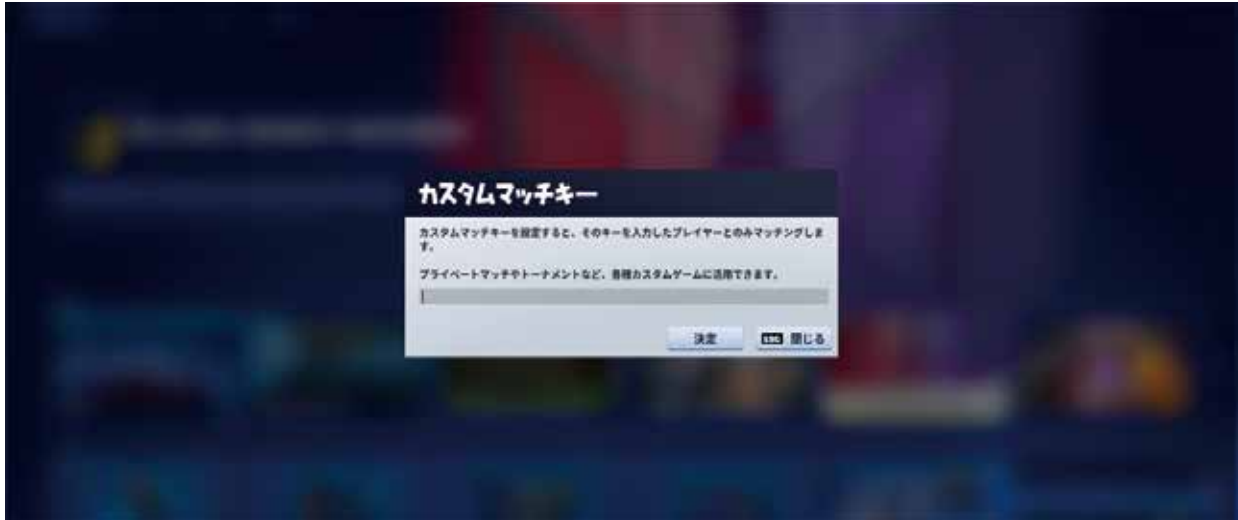 カスタムマッチキー
カスタムマッチキーを設定すると、そのキーを入力したプレイヤーとのみマッチングしま
す。
プライベートマッチやトーナメントなど、各種カスタムゲームに活用できます。
決定
ESC 閉じる